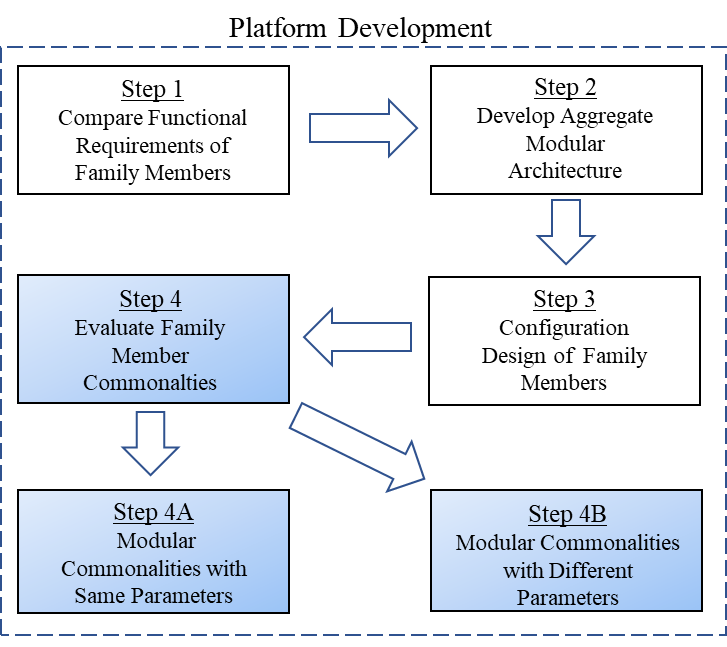 Platform Development
Step 1
Compare Functional
Requirements of
Family Members
Step 2
Develop Aggregate
Modular
Architecture
Step 3
Configuration
Design of Family
Members
Step 4
Evaluate Family
Member
Commonalties
Step 4A
Modular
Commonalities with
Same Parameters
Step 4B
Modular Commonalities
with Different
Parameters